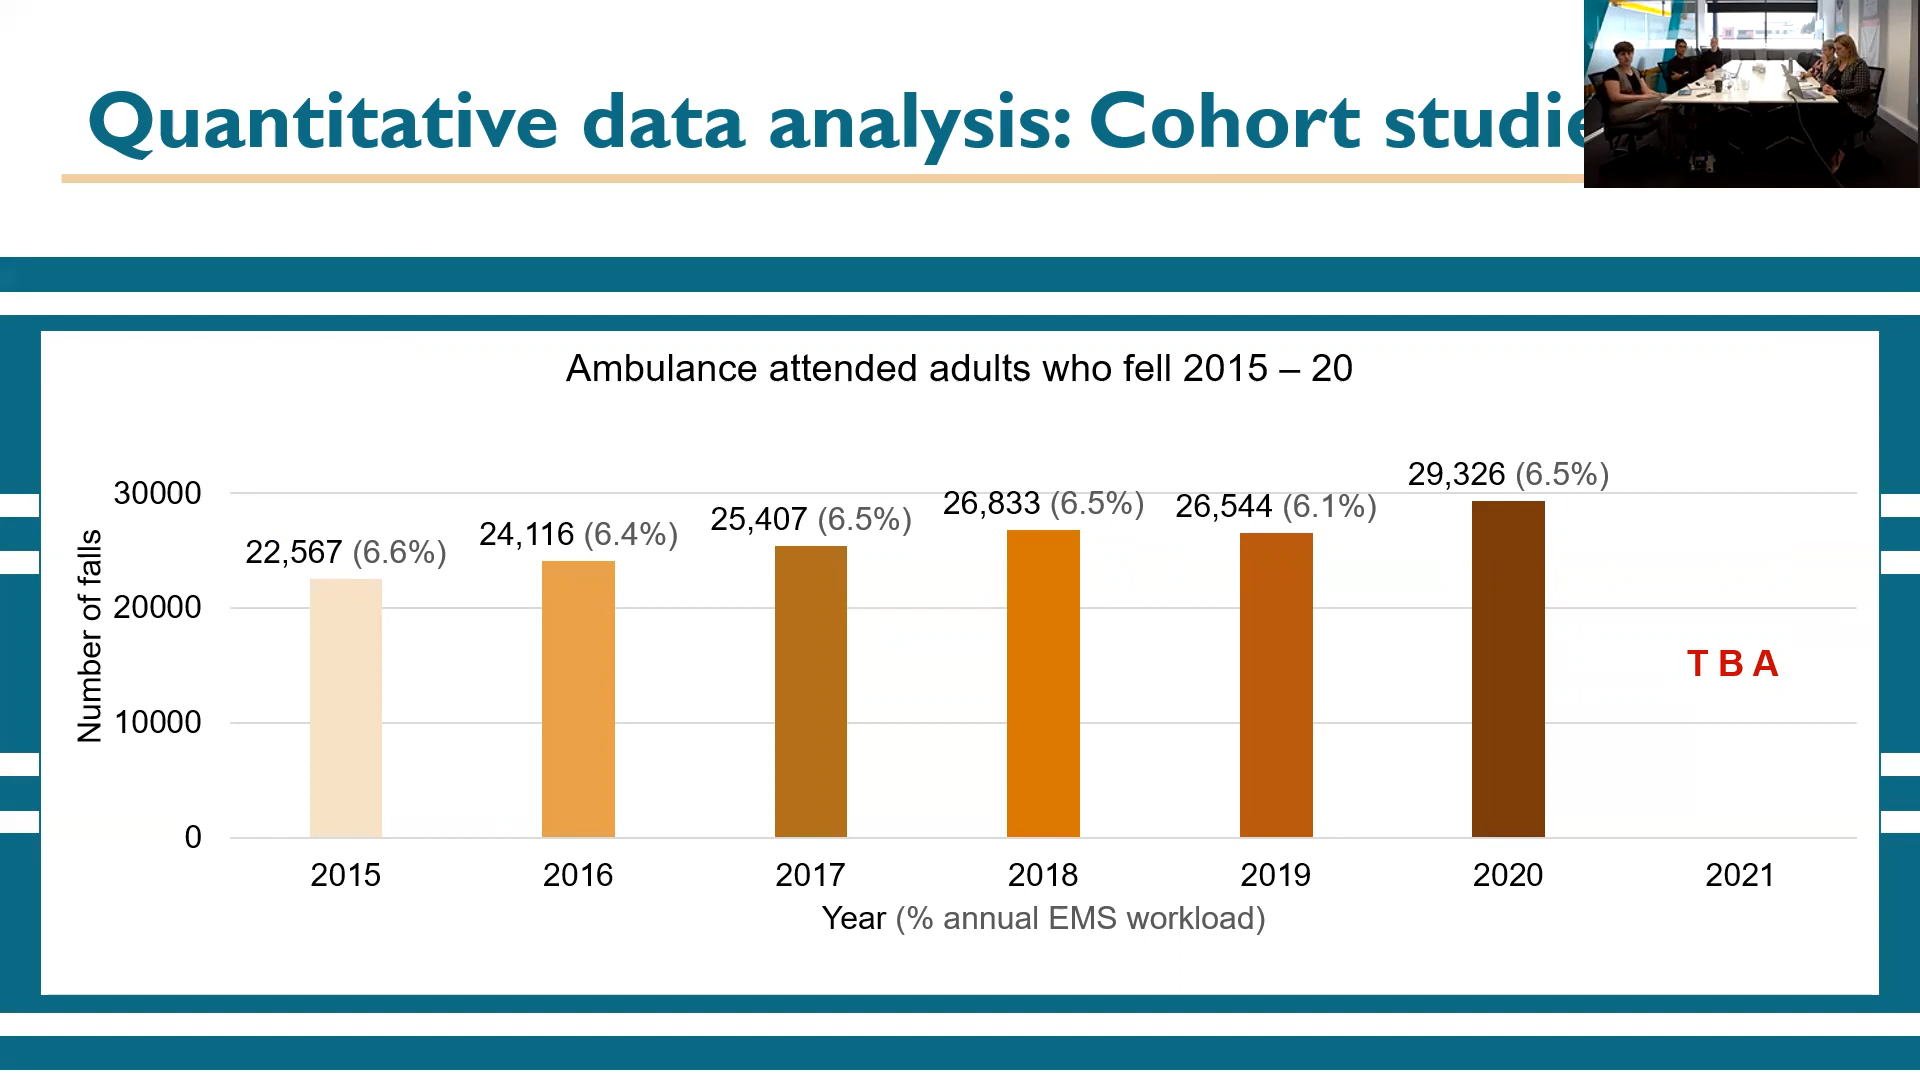 Quantitative data analysis: Cohort studie
Ambulance attended adults who fell 2015 – 20
Number of falls
30000
20000
10000
0
22,567 (6.6%)
24,116 (6.4%)
25,407 (6.5%)
26,833 (6.5%)
26,544 (6.1%)
29,326 (6.5%)
T B A
2015 2016 2017 2018 2019 2020 2021
Year (% annual EMS workload)